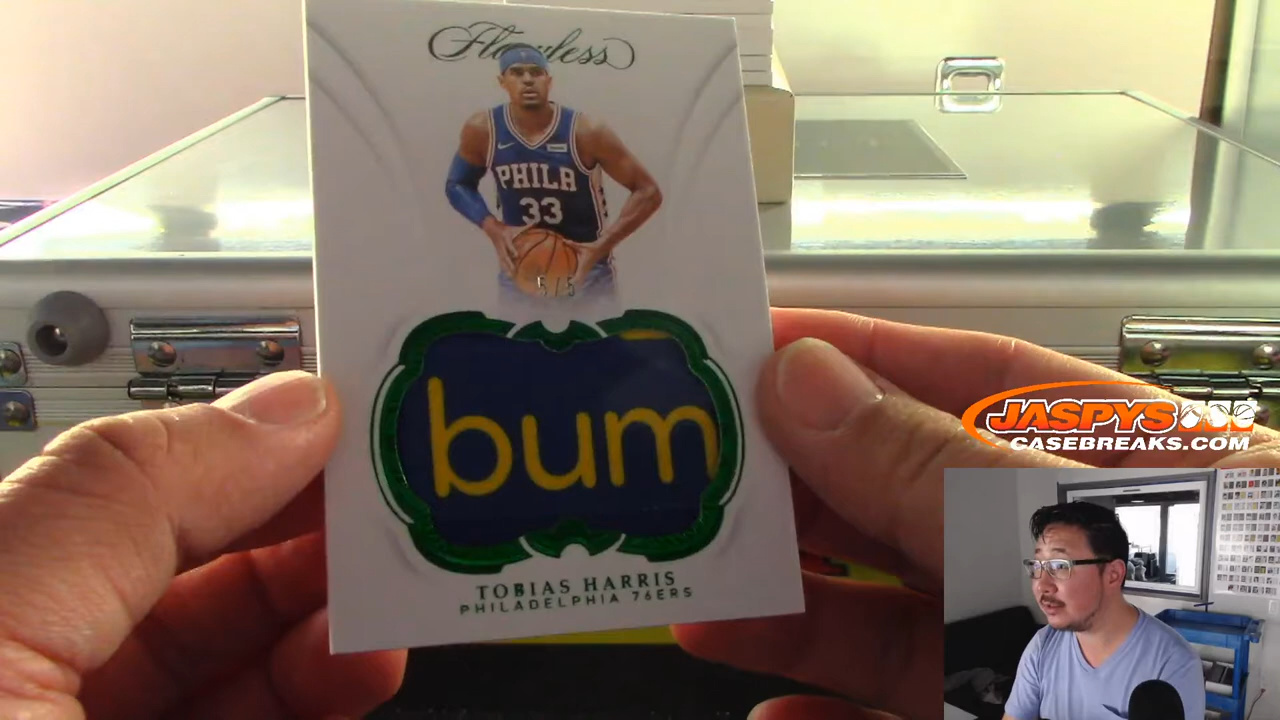 Flawless
PHILA
33
5/5
bum
TOBIAS HARRIS
PHILADELPHIA 76ERS
JASPYS
CASEBREAKS.COM